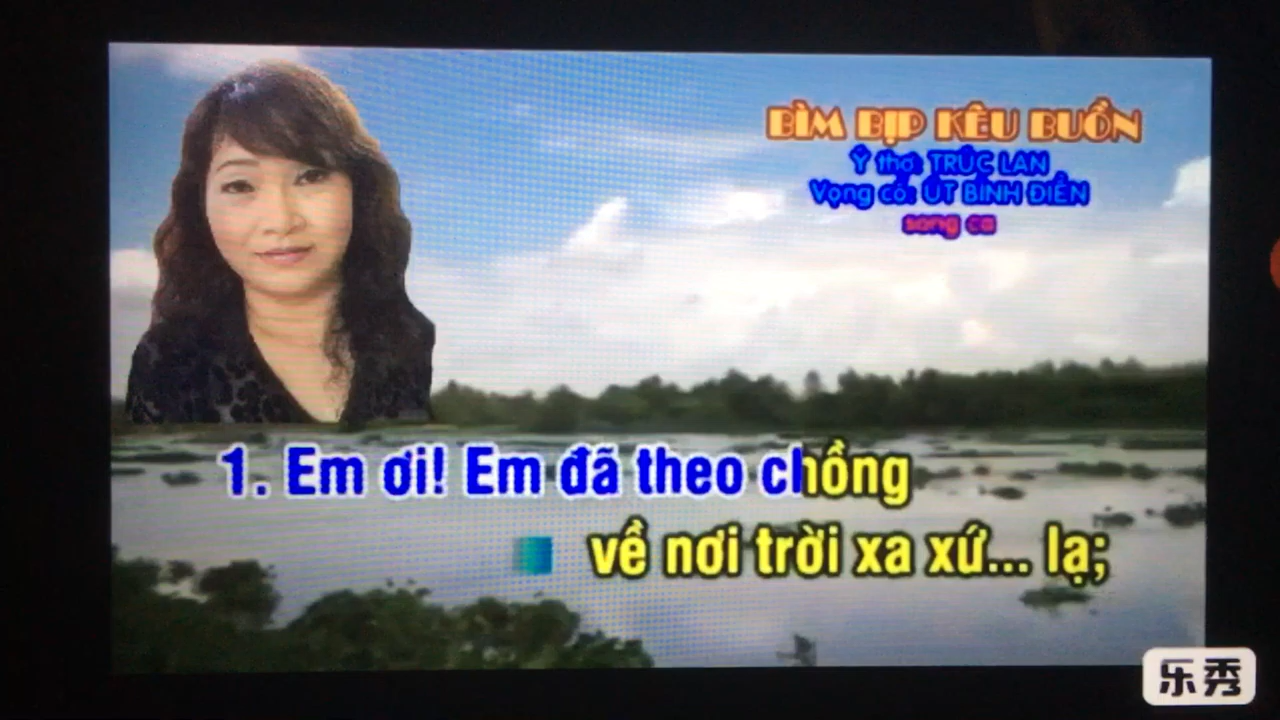 BÌM BỊP KÊU BUỒN
Ý thơ: TRÚC LAN
Vọng cổ: ÚT BÌNH ĐIỀN
song ca
1. Em ơi! Em đã theo chồng
về nơi trời xa xứ... lạ;
乐秀